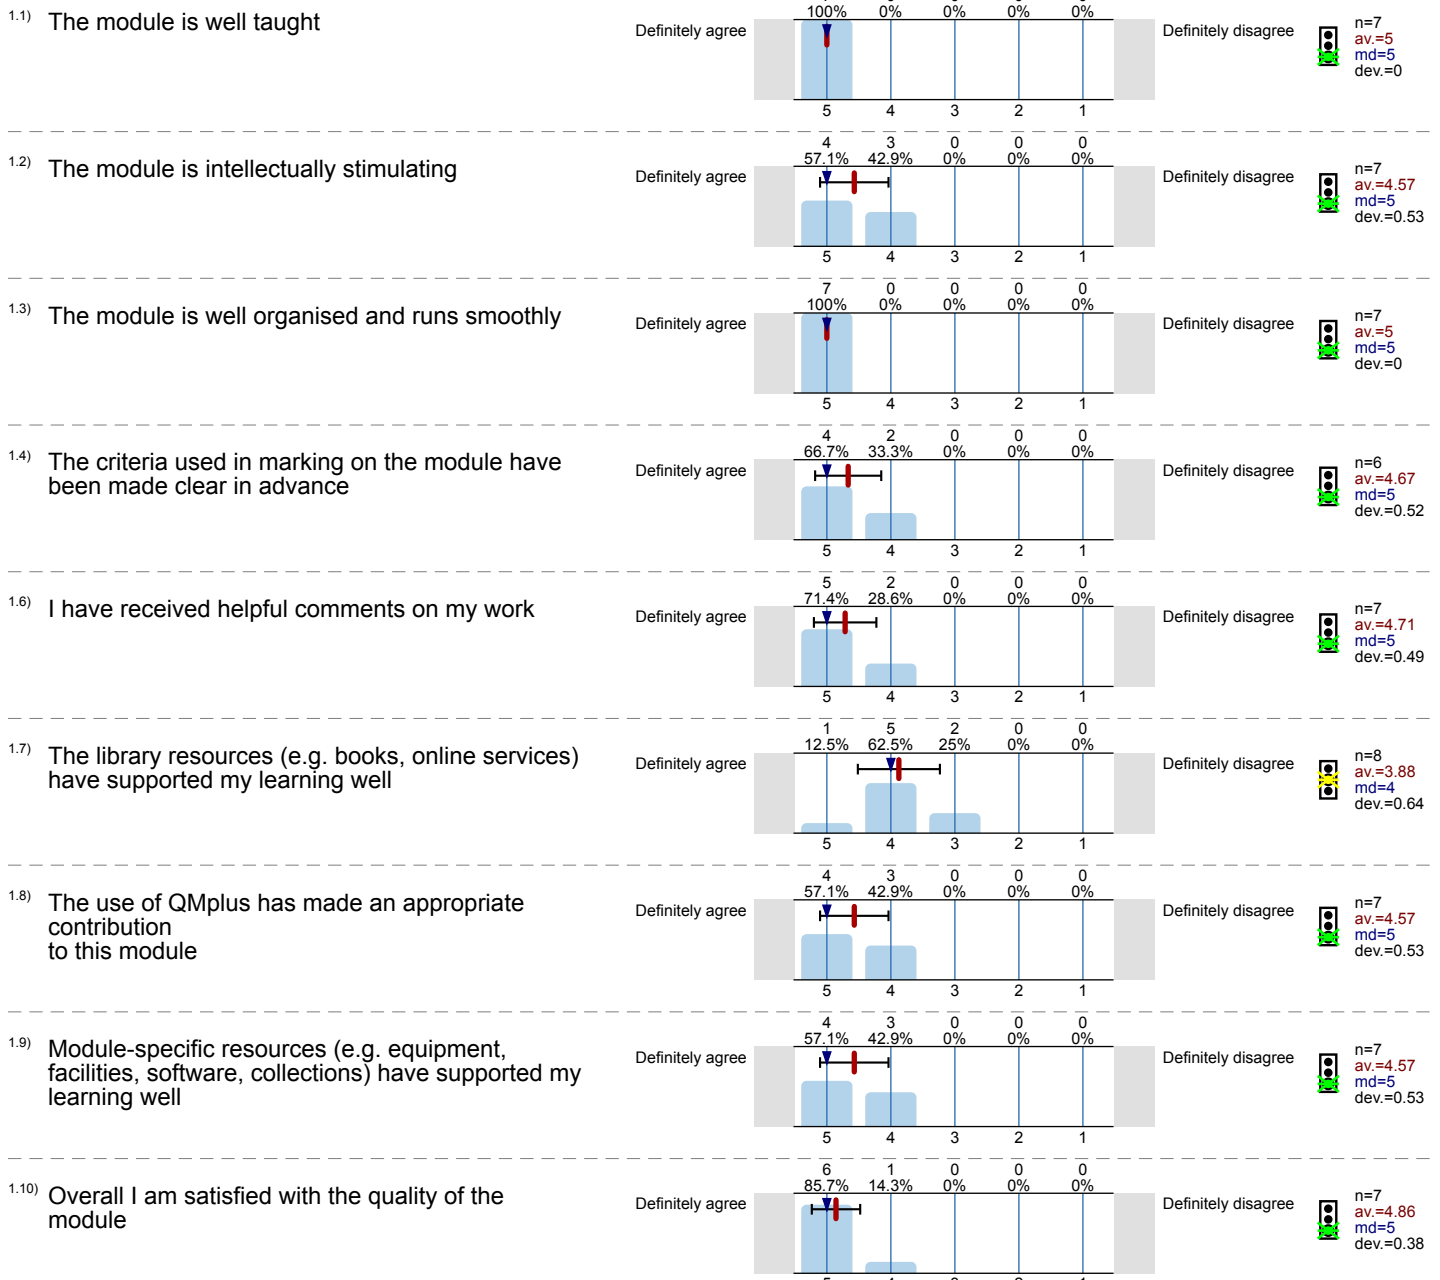 100% 0% 0% 0% 0%
1.1) The module is well taught
Definitely agree
Definitely disagree
n=7
av.=5
md=5
dev.=0
5 4 3 2 1
4 3 0 0 0
57.1% 42.9% 0% 0% 0%
1.2) The module is intellectually stimulating
Definitely agree
Definitely disagree
n=7
av.=4.57
md=5
dev.=0.53
5 4 3 2 1
7 0 0 0 0
100% 0% 0% 0% 0%
1.3) The module is well organised and runs smoothly
Definitely agree
Definitely disagree
n=7
av.=5
md=5
dev.=0
5 4 3 2 1
4 2 0 0 0
66.7% 33.3% 0% 0% 0%
1.4) The criteria used in marking on the module have
been made clear in advance
Definitely agree
Definitely disagree
n=6
av.=4.67
md=5
dev.=0.52
5 4 3 2 1
5 2 0 0 0
71.4% 28.6% 0% 0% 0%
1.6) I have received helpful comments on my work
Definitely agree
Definitely disagree
n=7
av.=4.71
md=5
dev.=0.49
5 4 3 2 1
1 5 2 0 0
12.5% 62.5% 25% 0% 0%
1.7) The library resources (e.g. books, online services)
have supported my learning well
Definitely agree
Definitely disagree
n=8
av.=3.88
md=4
dev.=0.64
5 4 3 2 1
4 3 0 0 0
57.1% 42.9% 0% 0% 0%
1.8) The use of QMplus has made an appropriate
contribution
to this module
Definitely agree
Definitely disagree
n=7
av.=4.57
md=5
dev.=0.53
5 4 3 2 1
4 3 0 0 0
57.1% 42.9% 0% 0% 0%
1.9) Module-specific resources (e.g. equipment,
facilities, software, collections) have supported my
learning well
Definitely agree
Definitely disagree
n=7
av.=4.57
md=5
dev.=0.53
5 4 3 2 1
6 1 0 0 0
85.7% 14.3% 0% 0% 0%
1.10) Overall I am satisfied with the quality of the
module
Definitely agree
Definitely disagree
n=7
av.=4.86
md=5
dev.=0.38